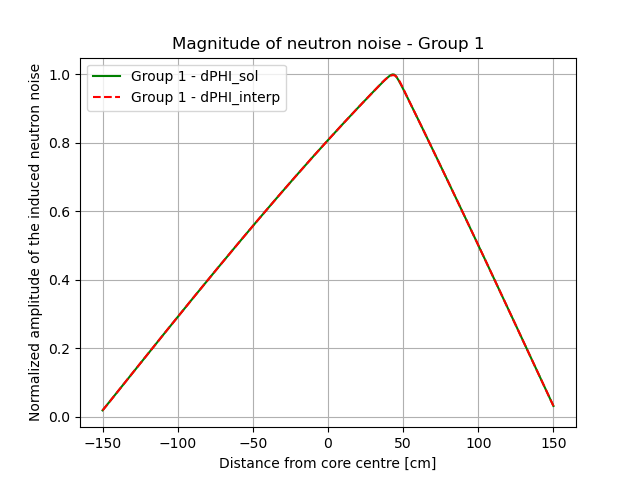 Magnitude of neutron noise - Group 1
Group 1 - dPHI_sol
Group 1 - dPHI_interp
Normalized amplitude of the induced neutron noise
1.0
0.8
0.6
0.4
0.2
0.0
−150 −100 −50 0 50 100 150
Distance from core centre [cm]